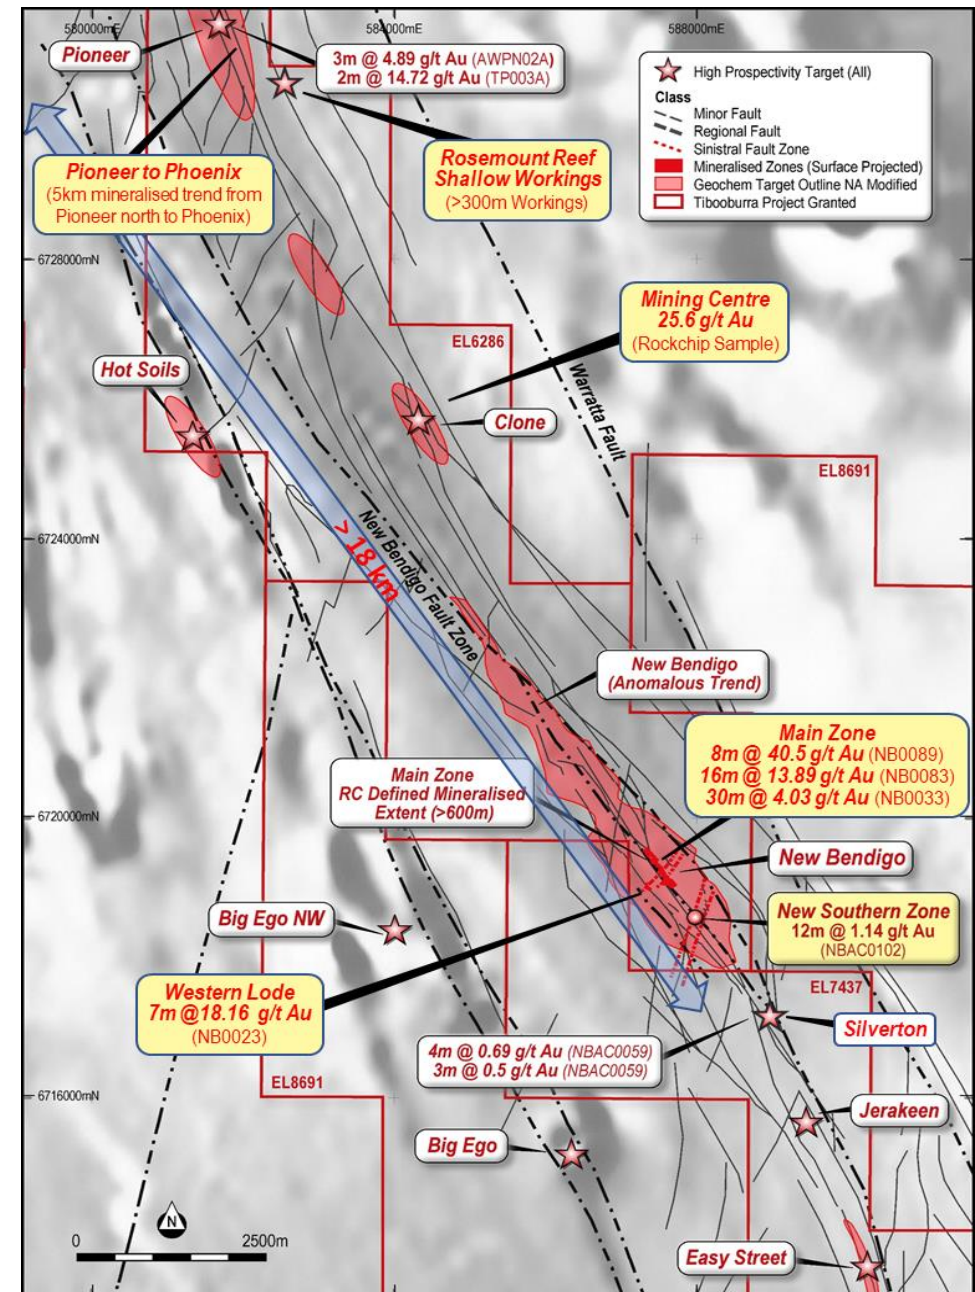 580000mE
584000mE
588000mE
Pioneer
3m @ 4.89 g/t Au (AWPN02A)
2m @ 14.72 g/t Au (TP003A)
High Prospectivity Target (All)
Class
Minor Fault
Regional Fault
Sinistral Fault Zone
Mineralised Zones (Surface Projected)
Geochem Target Outline NA Modified
Tibooburra Project Granted
Pioneer to Phoenix
(5km mineralised trend from
Pioneer north to Phoenix)
Rosemount Reef
Shallow Workings
(>300m Workings)
6728000mN
Mining Centre
25.6 g/t Au
(Rockchip Sample)
EL6286
Hot Soils
Warratta Fault
Clone
EL8691
6724000mN
New Bendigo Fault Zone
> 18 km
New Bendigo
(Anomalous Trend)
Main Zone
8m @ 40.5 g/t Au (NB0089)
16m @ 13.89 g/t Au (NB0083)
30m @ 4.03 g/t Au (NB0033)
Main Zone
RC Defined Mineralised
Extent (>600m)
6720000mN
New Bendigo
Big Ego NW
New Southern Zone
12m @ 1.14 g/t Au
(NBAC0102)
Western Lode
7m @18.16 g/t Au
(NB0023)
EL7437
Silverton
4m @ 0.69 g/t Au (NBAC0059)
3m @ 0.5 g/t Au (NBAC0059)
EL8691
6716000mN
Jerakeen
Big Ego
N
0
2500m
Easy Street